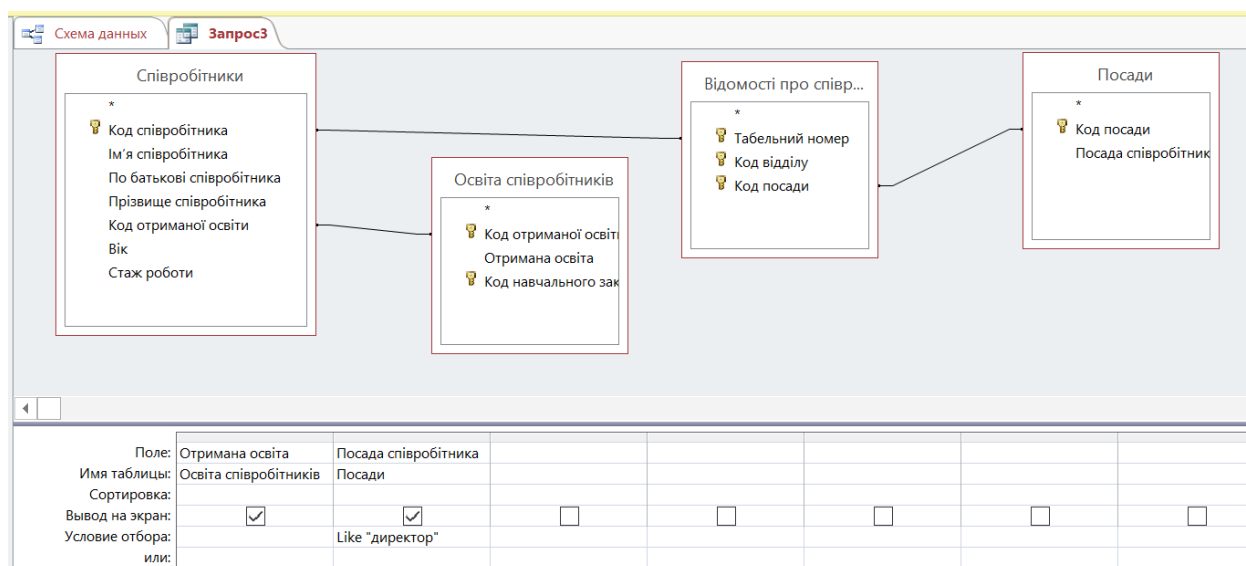 Схема данных
Запрос3
Співробітники
*
Код співробітника
Ім'я співробітника
По батькові співробітника
Прізвище співробітника
Код отриманої освіти
Вік
Стаж роботи
Освіта співробітників
*
Код отриманої освіти
Отримана освіта
Код навчального зак
Відомості про співр...
*
Табельний номер
Код відділу
Код посади
Посади
*
Код посади
Посада співробітник
Поле: Отримана освіта Посада співробітника
Имя таблицы: Освіта співробітників Посади
Сортировка:
Вывод на экран:
Условие отбора: Like "директор"
или: